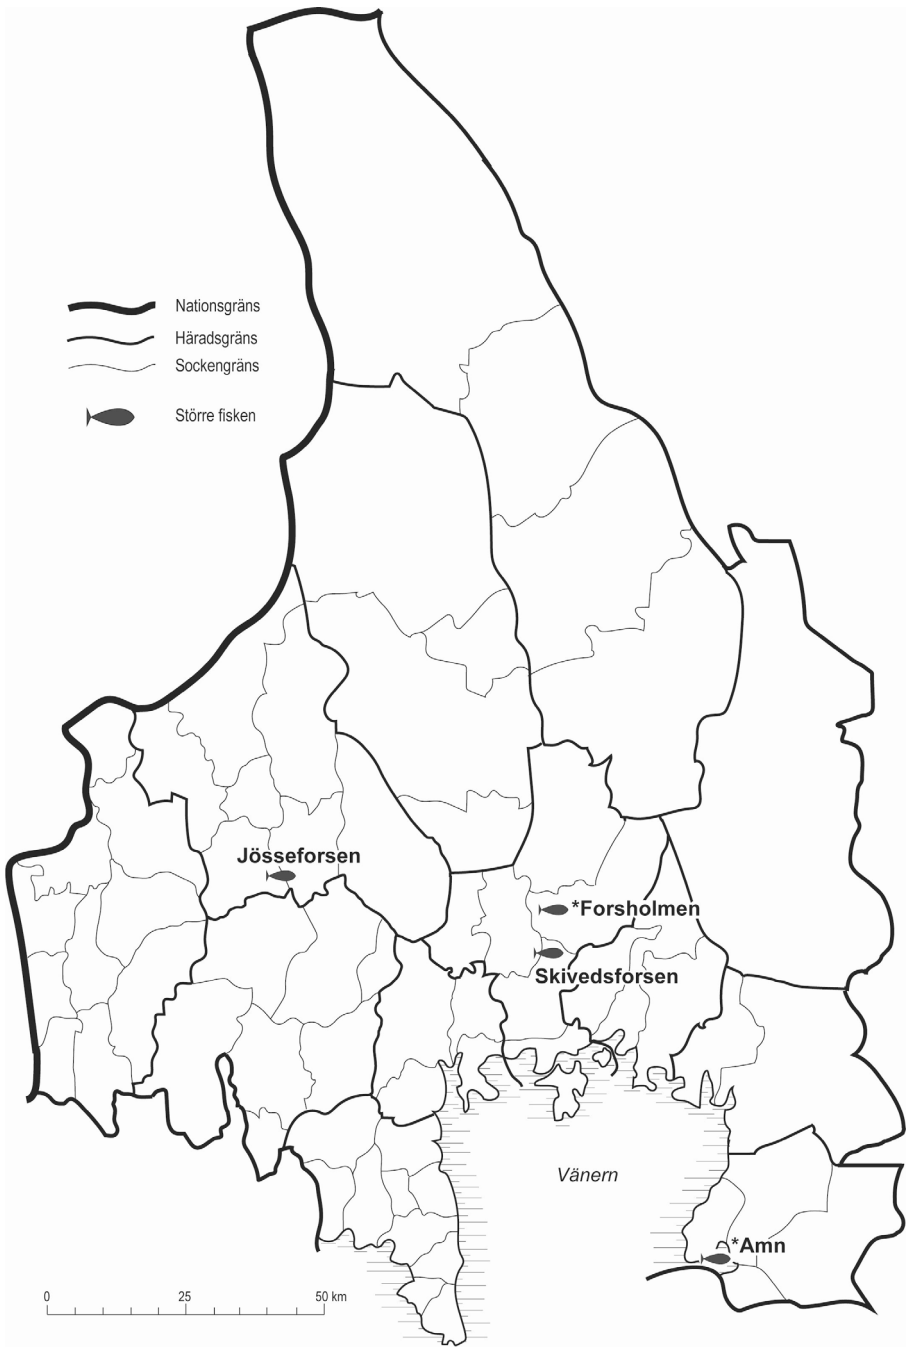 Nationsgräns
Häradsgräns
Sockengräns
Större fisken
Jösseforsen
*Forsholmen
Skivedsforsen
Vänern
*Amn
0 25 50 km